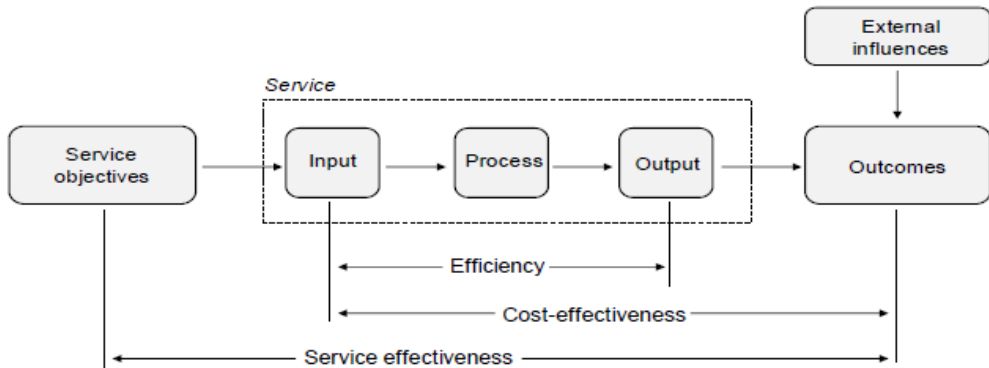 External
influences
Service
Service
objectives
Input
Process
Output
Outcomes
Efficiency
Cost-effectiveness
Service effectiveness